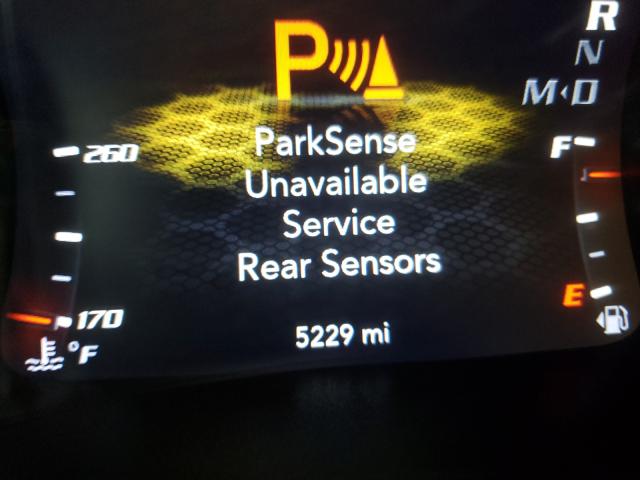 P
R
N
M D
260
F
ParkSense
Unavailable
Service
Rear Sensors
E
170
°F
5229 mi